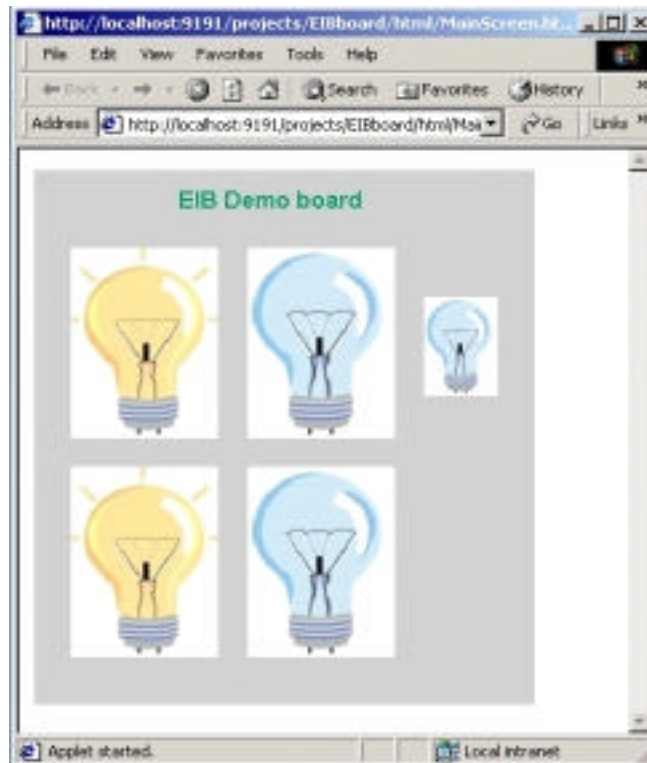 http://localhost:9191/projects/EIBboard/html/MainScreen.ht...
File Edit View Favorites Tools Help
Back Search Favorites History »
Address http://localhost:9191/projects/EIBboard/html/Mai Go Links »
EIB Demo board
Applet started. Local intranet